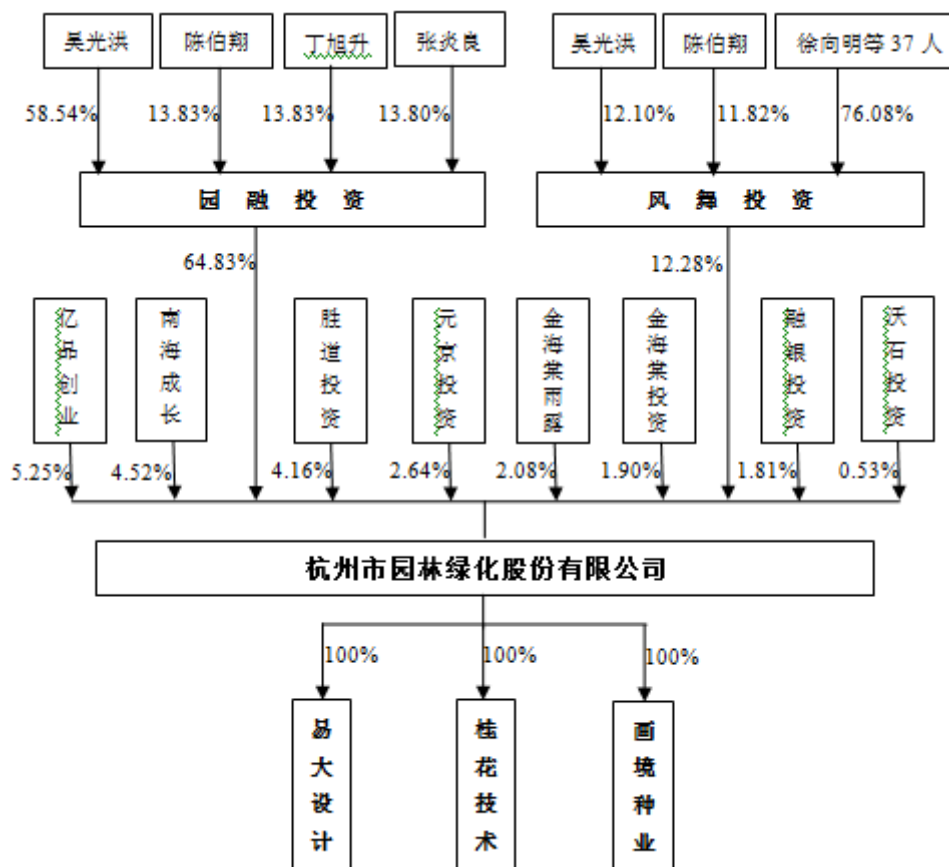 吴光洪 陈伯翔 丁旭升 张炎良 吴光洪 陈伯翔 徐向明等 37 人
58.54% 13.83% 13.83% 13.80% 12.10% 11.82% 76.08%
园融投资 风舞投资
64.83% 12.28%
亿昂创业
南海成长
胜道投资
元京投资
金海棠雨露
金海棠投资
融银投资
沃石投资
5.25% 4.52% 4.16% 2.64% 2.08% 1.90% 1.81% 0.53%
杭州市园林绿化股份有限公司
100% 100% 100%
易大设计
桂花技术
画境种业